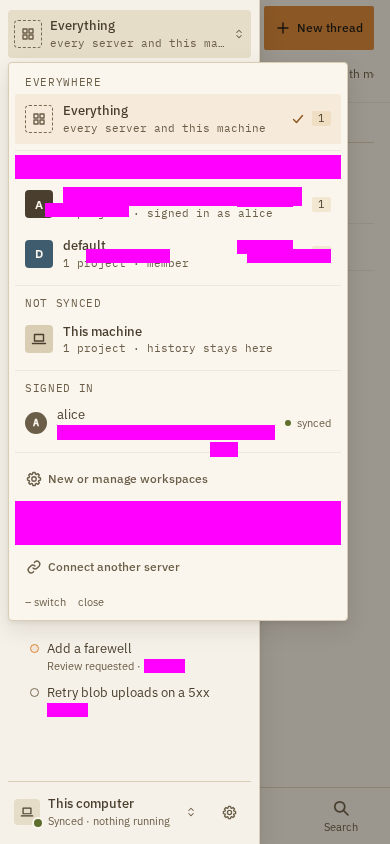 Everything
every server and this ma…
New thread
EVERYWHERE
Everything
every server and this machine
1
A
1
signed in as alice
D
default
1 project · member
NOT SYNCED
This machine
1 project · history stays here
SIGNED IN
A
alice
synced
New or manage workspaces
Connect another server
– switch close
Add a farewell
Review requested ·
Retry blob uploads on a 5xx
This computer
Synced · nothing running
Search